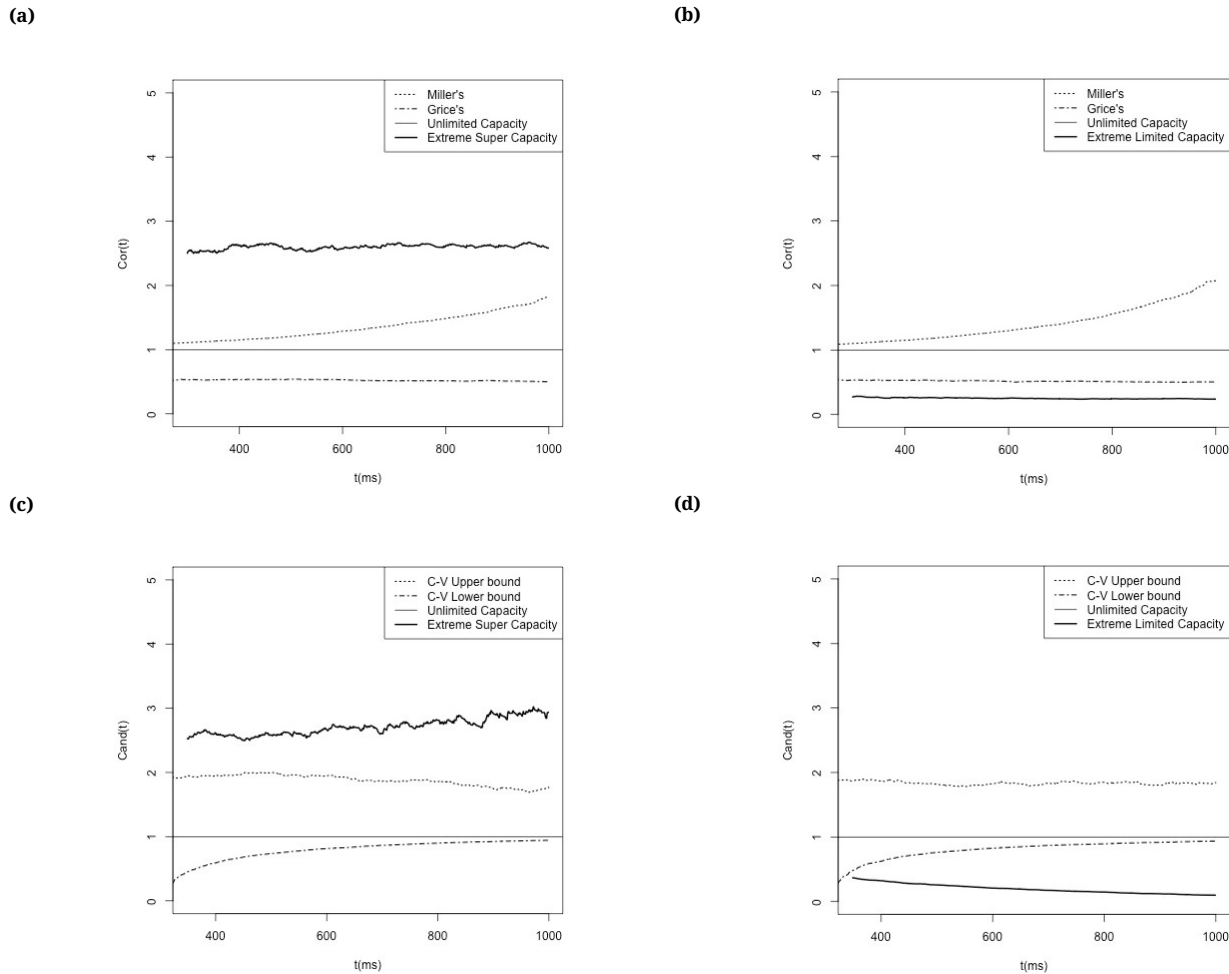 (a)
Miller's
Grice's
Unlimited Capacity
Extreme Super Capacity
Cor(t)
5
4
3
2
1
0
400
600
800
1000
t(ms)
(b)
Miller's
Grice's
Unlimited Capacity
Extreme Limited Capacity
Cor(t)
5
4
3
2
1
0
400
600
800
1000
t(ms)
(c)
C-V Upper bound
C-V Lower bound
Unlimited Capacity
Extreme Super Capacity
Cand(t)
5
4
3
2
1
0
400
600
800
1000
t(ms)
(d)
C-V Upper bound
C-V Lower bound
Unlimited Capacity
Extreme Limited Capacity
Cand(t)
5
4
3
2
1
0
400
600
800
1000
t(ms)